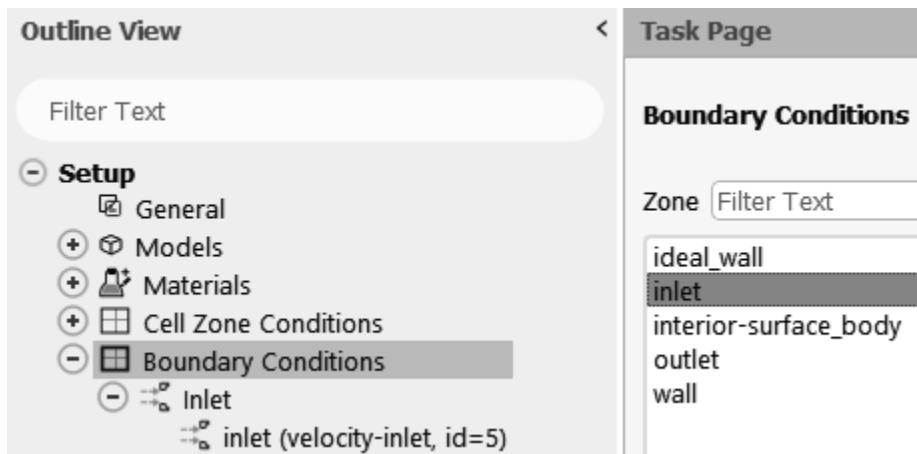 Outline View
Filter Text
Setup
General
Models
Materials
Cell Zone Conditions
Boundary Conditions
Inlet
inlet (velocity-inlet, id=5)
Task Page
Boundary Conditions
Zone Filter Text
ideal_wall
inlet
interior-surface_body
outlet
wall